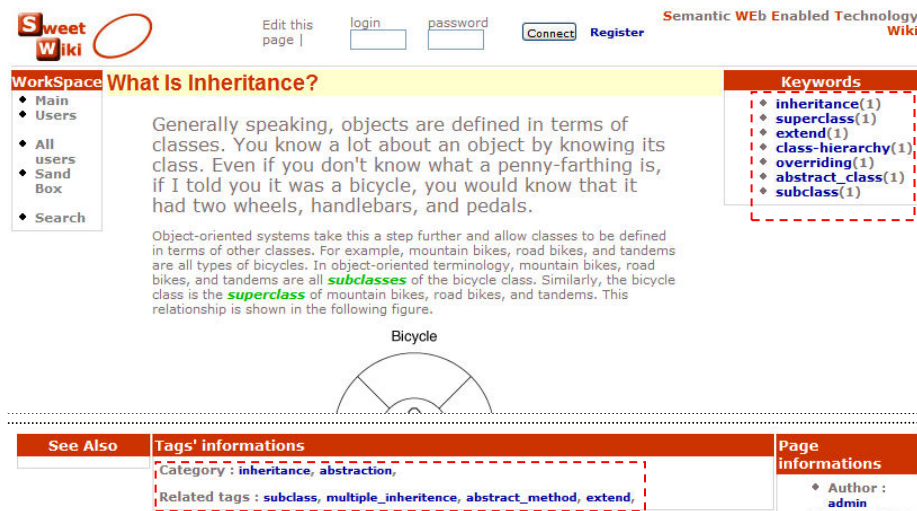 Sweet
Wiki
Edit this
page |
login
password
Connect
Register
Semantic WEb Enabled Technology
Wiki
WorkSpace
Main
Users
All
users
Sand
Box
Search
What Is Inheritance?
Generally speaking, objects are defined in terms of
classes. You know a lot about an object by knowing its
class. Even if you don't know what a penny-farthing is,
if I told you it was a bicycle, you would know that it
had two wheels, handlebars, and pedals.
Object-oriented systems take this a step further and allow classes to be defined
in terms of other classes. For example, mountain bikes, road bikes, and tandems
are all types of bicycles. In object-oriented terminology, mountain bikes, road
bikes, and tandems are all subclasses of the bicycle class. Similarly, the bicycle
class is the superclass of mountain bikes, road bikes, and tandems. This
relationship is shown in the following figure.
Bicycle
Keywords
inheritance(1)
superclass(1)
extend(1)
class-hierarchy(1)
overriding(1)
abstract_class(1)
subclass(1)
See Also
Tags' informations
Category : inheritance, abstraction,
Related tags : subclass, multiple_inheritence, abstract_method, extend,
Page
informations
Author :
admin